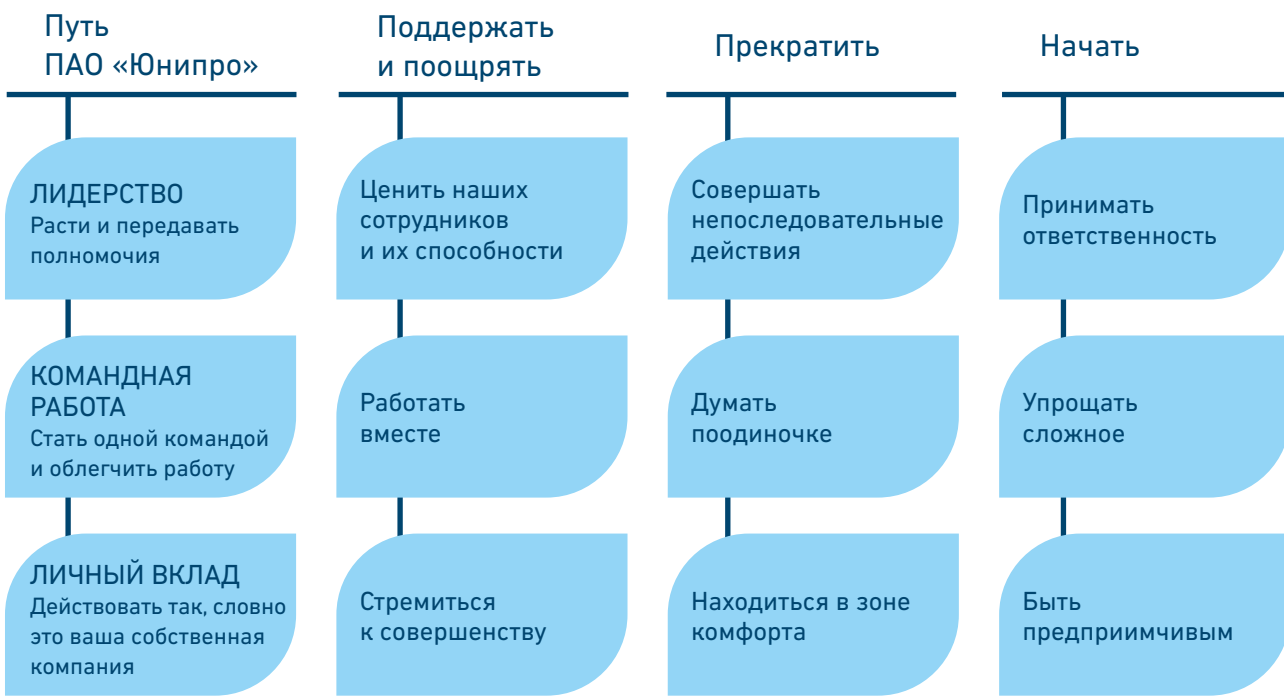 Путь
ПАО «Юнипро»
ЛИДЕРСТВО
Расти и передавать
полномочия
КОМАНДНАЯ
РАБОТА
Стать одной командой
и облегчить работу
ЛИЧНЫЙ ВКЛАД
Действовать так, словно
это ваша собственная
компания
Поддержать
и поощрять
Ценить наших
сотрудников
и их способности
Работать
вместе
Стремиться
к совершенству
Прекратить
Совершать
непоследовательные
действия
Думать
поодиночке
Находиться в зоне
комфорта
Начать
Принимать
ответственность
Упрощать
сложное
Быть
предприимчивым